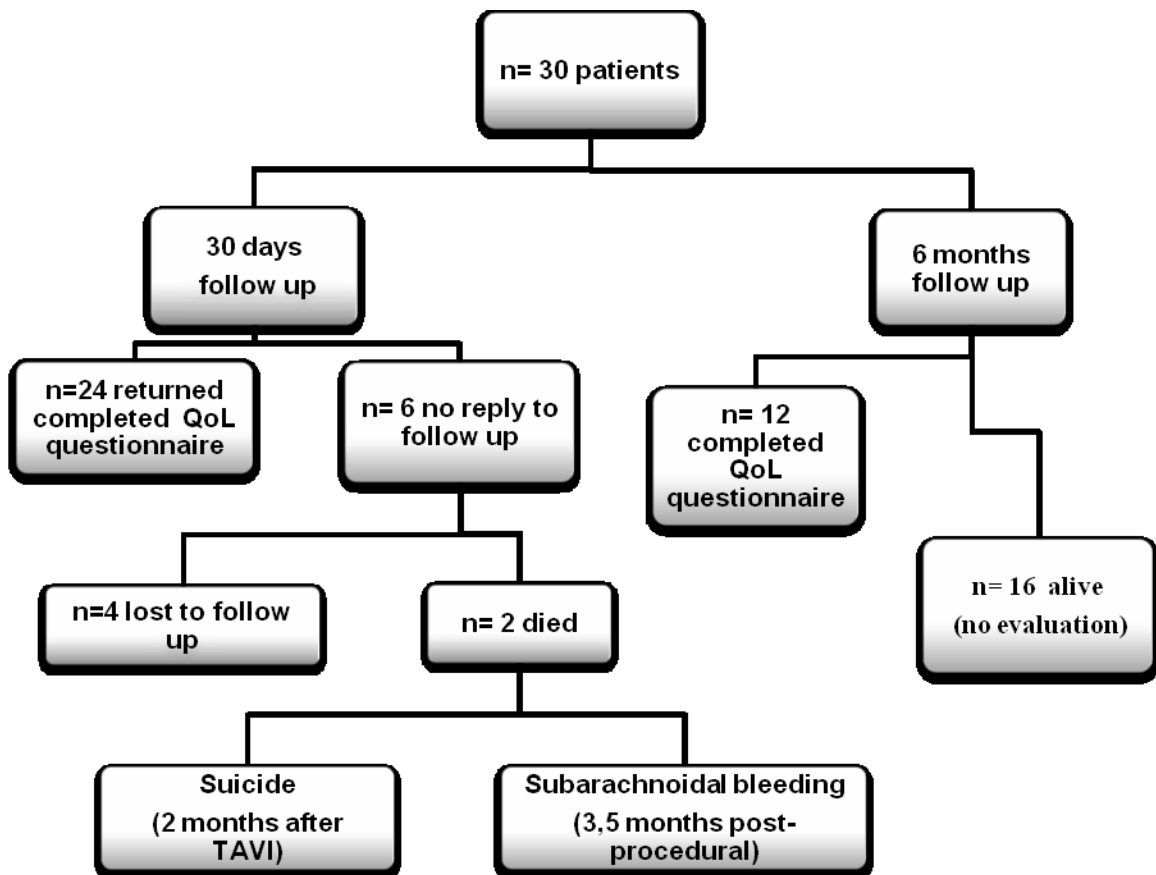 n= 30 patients
30 days
follow up
6 months
follow up
n=24 returned
completed QoL
questionnaire
n= 6 no reply to
follow up
n= 12
completed
QoL
questionnaire
n=4 lost to follow
up
n= 2 died
n= 16 alive
(no evaluation)
Suicide
(2 months after
TAVI)
Subarachnoidal bleeding
(3,5 months post-
procedural)